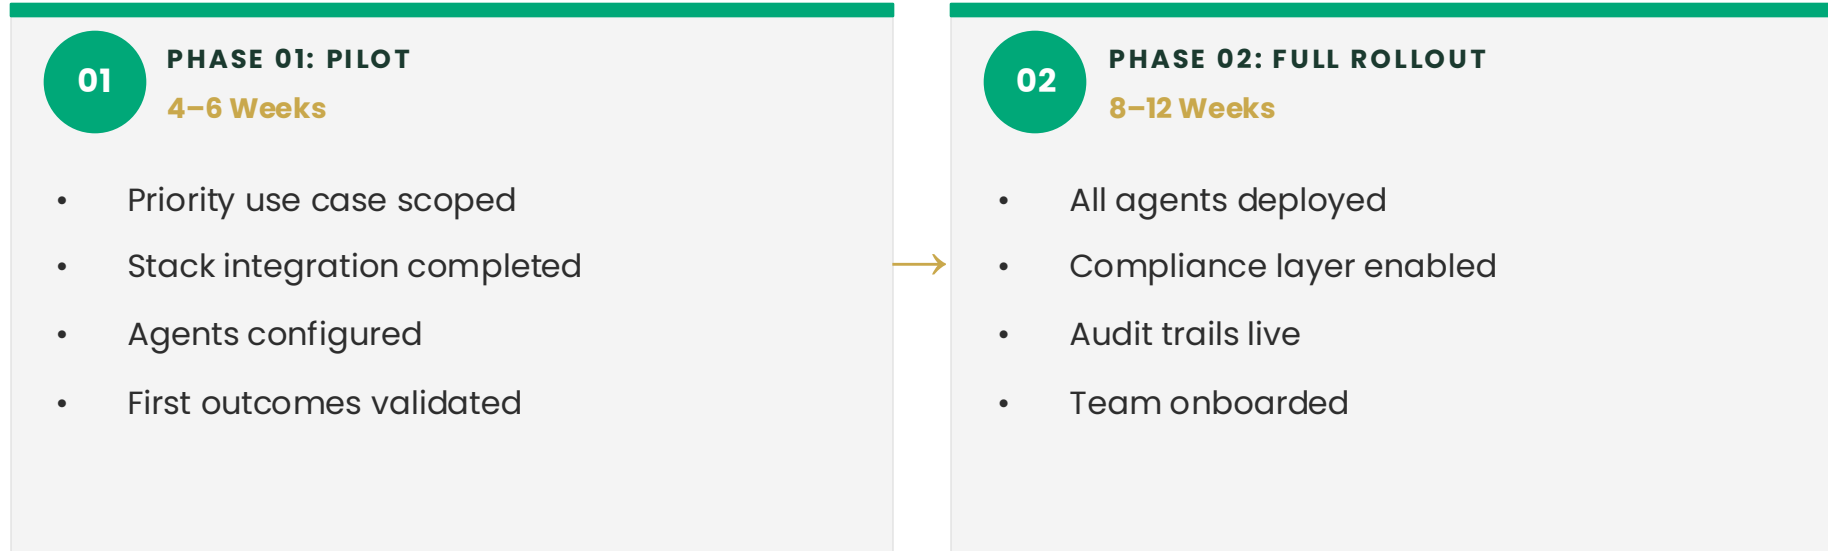 01
PHASE 01: PILOT
4–6 Weeks
• Priority use case scoped
• Stack integration completed
• Agents configured
• First outcomes validated
→
02
PHASE 02: FULL ROLLOUT
8–12 Weeks
• All agents deployed
• Compliance layer enabled
• Audit trails live
• Team onboarded